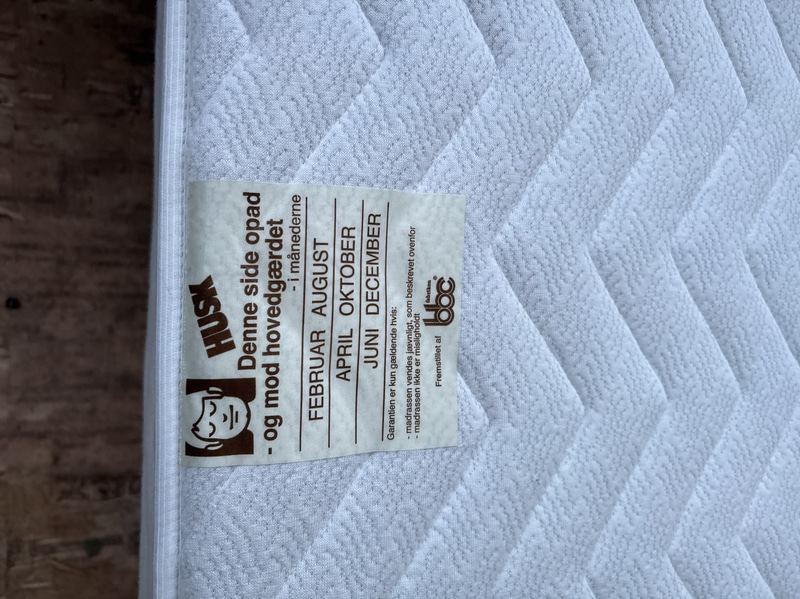 HUSK
Denne side opad
- og mod hovedgærdet
- i månederne
FEBRUAR AUGUST
APRIL OKTOBER
JUNI DECEMBER
Garantien er kun gældende hvis:
- madrassen vendes jævnligt, som beskrevet ovenfor
- madrassen ikke er misligholdt
Fremstillet af
fabrikken
bbc®